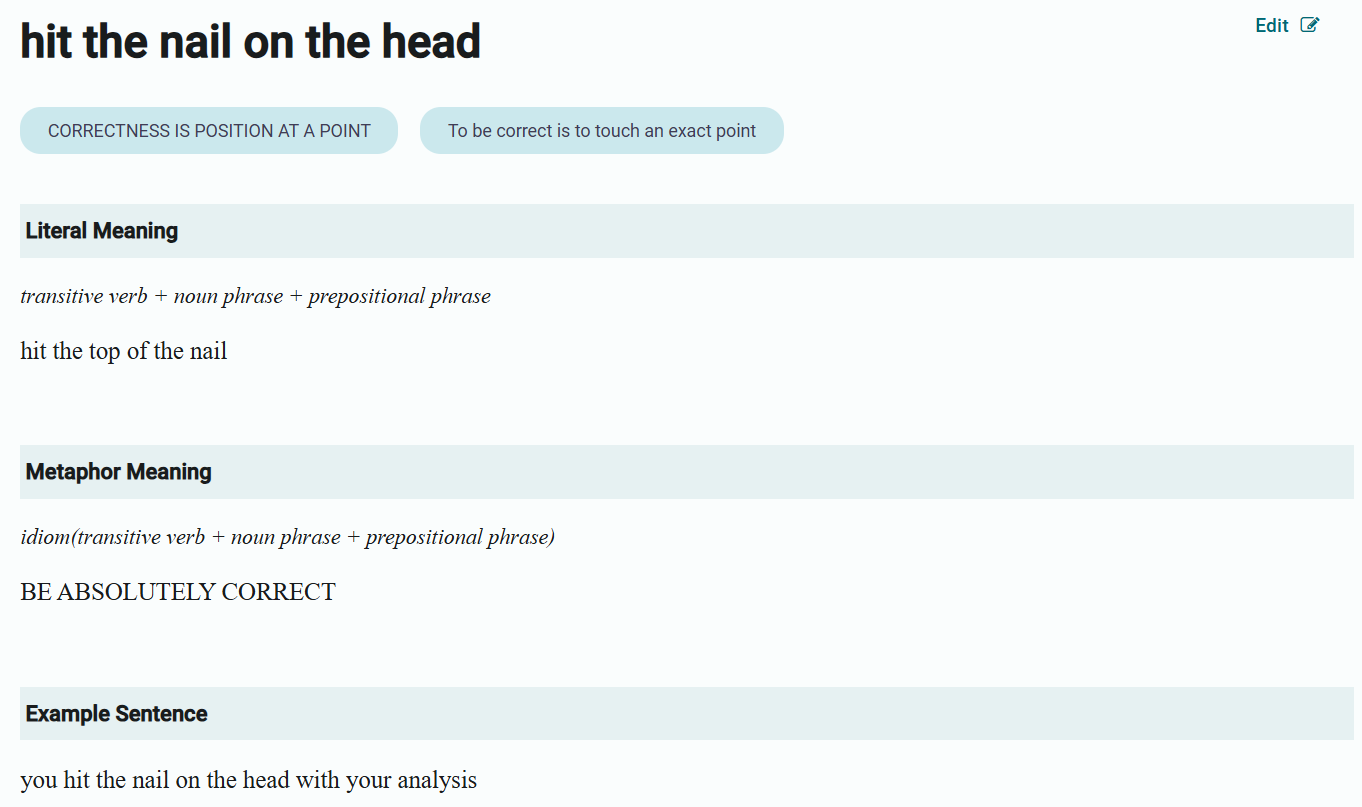 hit the nail on the head
Edit
CORRECTNESS IS POSITION AT A POINT
To be correct is to touch an exact point
Literal Meaning
transitive verb + noun phrase + prepositional phrase
hit the top of the nail
Metaphor Meaning
idiom(transitive verb + noun phrase + prepositional phrase)
BE ABSOLUTELY CORRECT
Example Sentence
you hit the nail on the head with your analysis